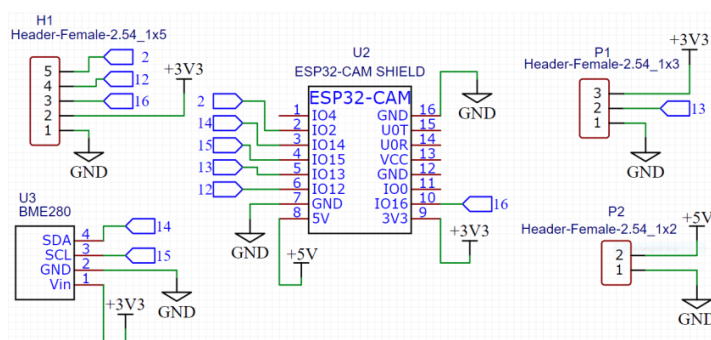 H1
Header-Female-2.54_1x5
5
4
3
2
1
2
12
16
+3V3
GND
U2
ESP32-CAM SHIELD
ESP32-CAM
2
14
15
13
12
1 IO4
2 IO2
3 IO14
4 IO15
5 IO13
6 IO12
7 GND
8 5V
GND 16
U0T 15
U0R 14
VCC 13
GND 12
IO0 11
IO16 10
3V3 9
GND
16
+3V3
GND
+5V
P1
Header-Female-2.54_1x3
+3V3
3
2
1
13
GND
U3
BME280
SDA 4
SCL 3
GND 2
Vin 1
14
15
GND
+3V3
P2
Header-Female-2.54_1x2
+5V
2
1
GND